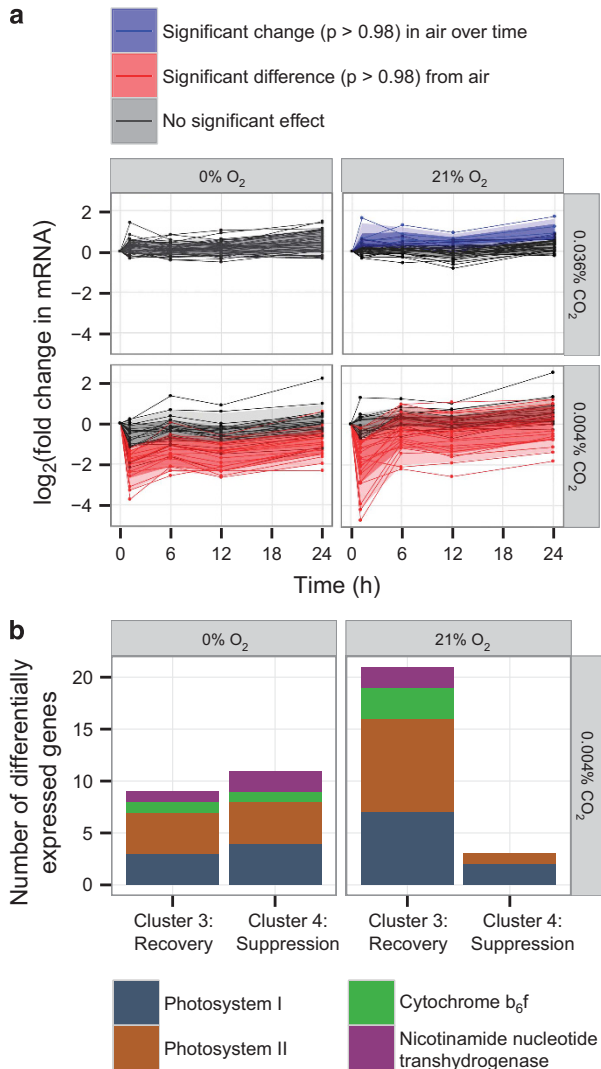 a
Significant change (p > 0.98) in air over time
Significant difference (p > 0.98) from air
No significant effect
0% O₂
21% O₂
log₂(fold change in mRNA)
2
0
−2
−4
0.036% CO₂
2
0
−2
−4
0.004% CO₂
0 6 12 24
0 6 12 24
Time (h)
b
0% O₂
21% O₂
Number of differentially
expressed genes
20
15
10
5
0
0.004% CO₂
Cluster 3:
Recovery
Cluster 4:
Suppression
Cluster 3:
Recovery
Cluster 4:
Suppression
Photosystem I
Photosystem II
Cytochrome b₆f
Nicotinamide nucleotide
transhydrogenase